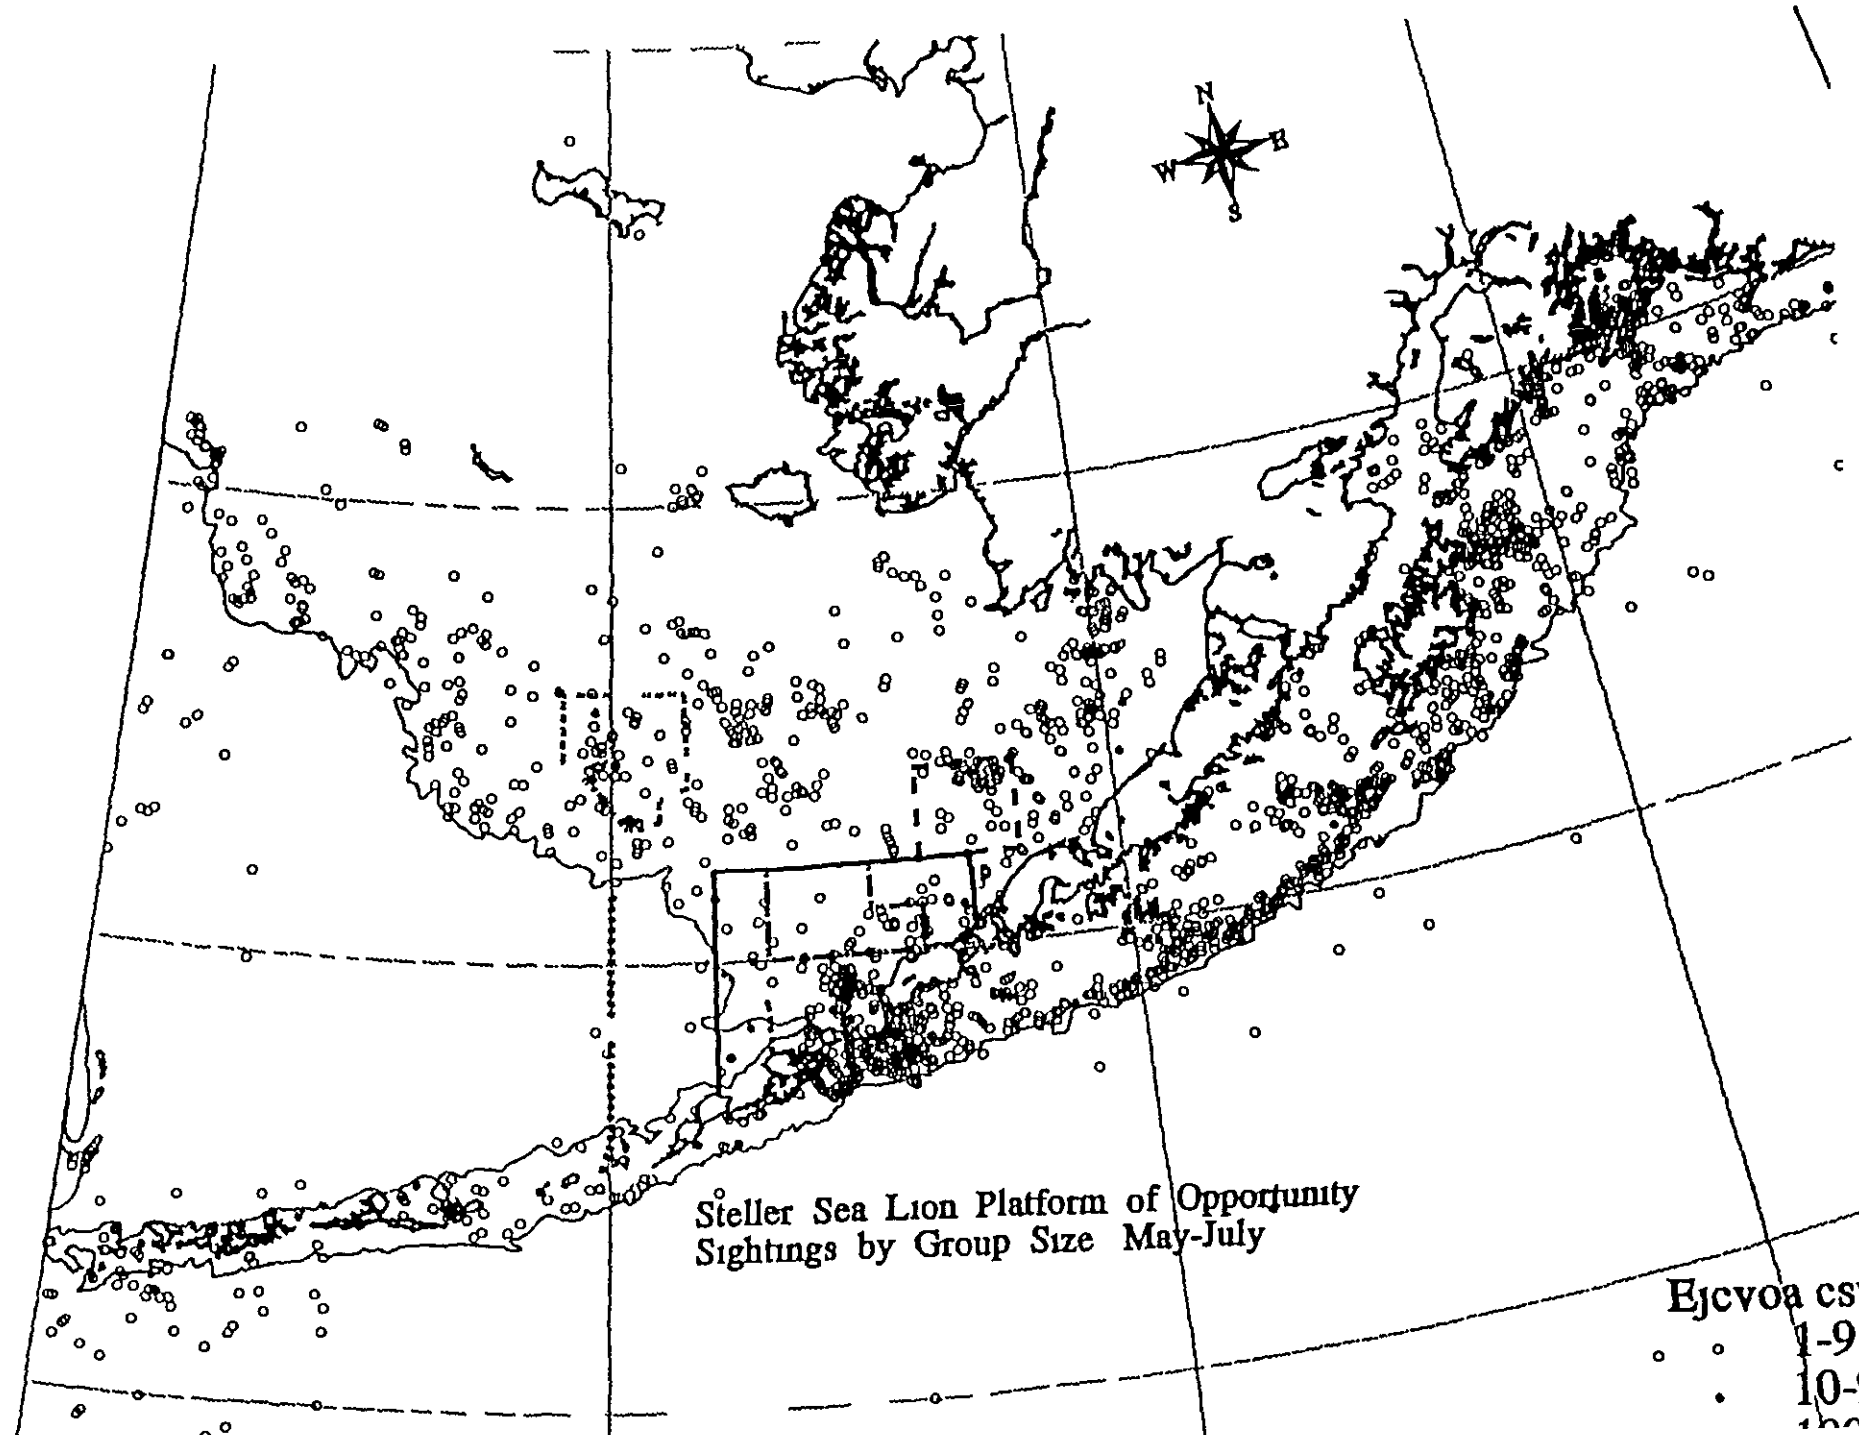 N
W E
S
Steller Sea Lion Platform of Opportunity
Sightings by Group Size May-July
Ejcvoa cs
1-9
10-